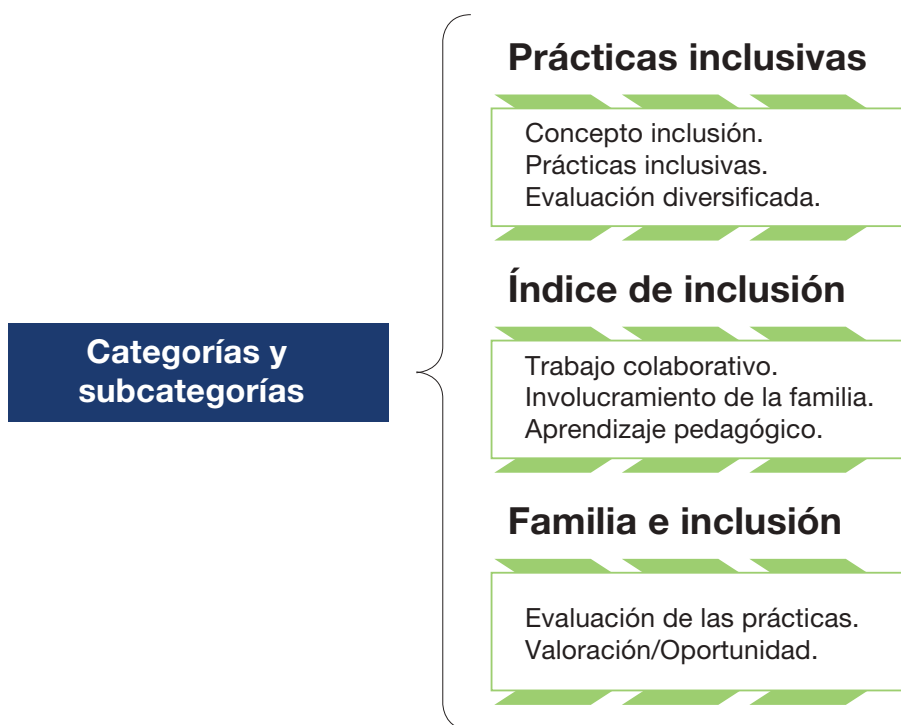 Categorías y
subcategorías
Prácticas inclusivas
Concepto inclusión.
Prácticas inclusivas.
Evaluación diversificada.
Índice de inclusión
Trabajo colaborativo.
Involucramiento de la familia.
Aprendizaje pedagógico.
Familia e inclusión
Evaluación de las prácticas.
Valoración/Oportunidad.